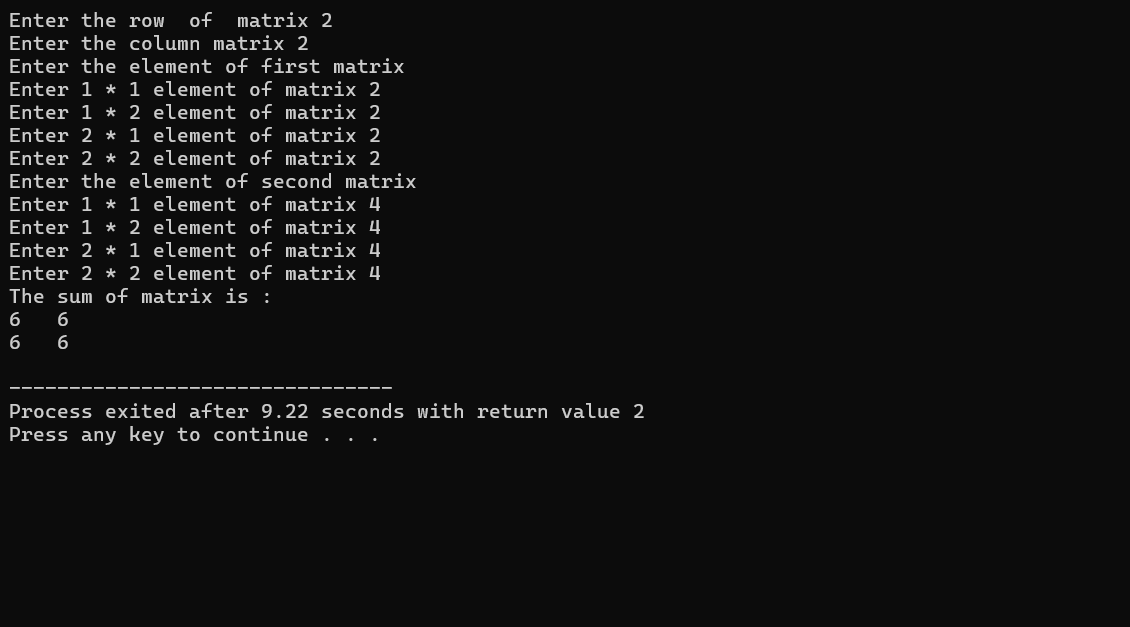 Enter the row  of  matrix 2
Enter the column matrix 2
Enter the element of first matrix
Enter 1 * 1 element of matrix 2
Enter 1 * 2 element of matrix 2
Enter 2 * 1 element of matrix 2
Enter 2 * 2 element of matrix 2
Enter the element of second matrix
Enter 1 * 1 element of matrix 4
Enter 1 * 2 element of matrix 4
Enter 2 * 1 element of matrix 4
Enter 2 * 2 element of matrix 4
The sum of matrix is :
6   6
6   6
--------------------------------
Process exited after 9.22 seconds with return value 2
Press any key to continue . . .